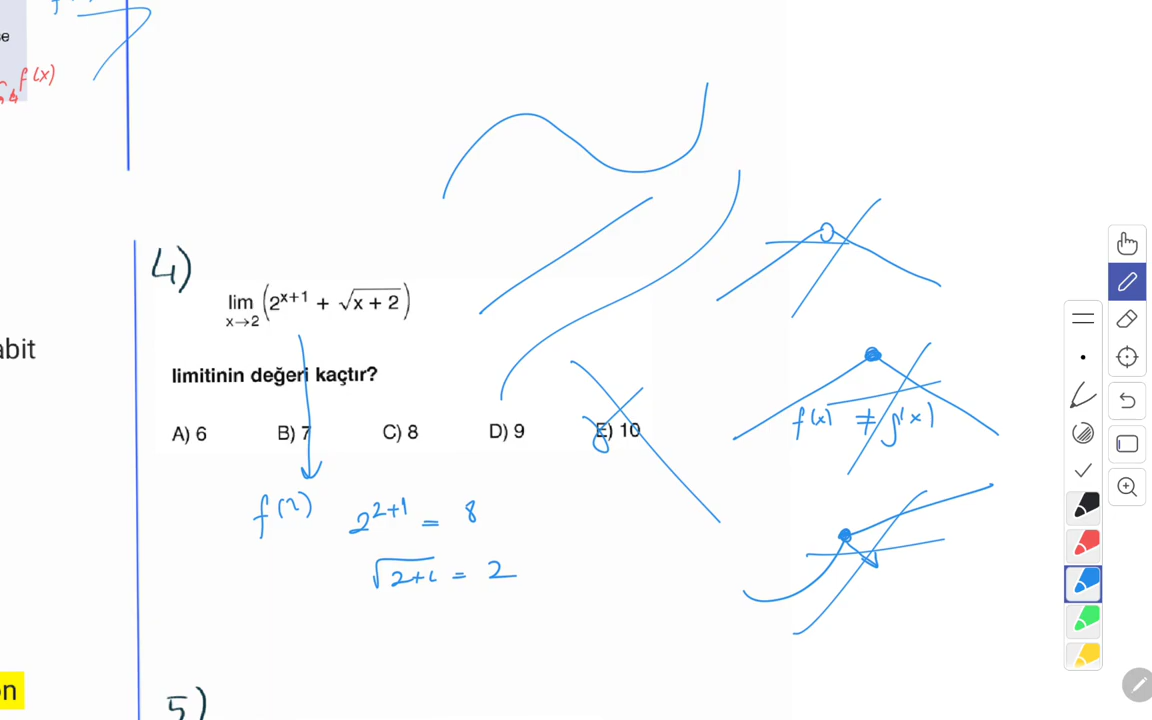 f(x)
4)
lim x→2 (2^{x+1} + √(x + 2))
abit
limitinin değeri kaçtır?
A) 6 B) 7 C) 8 D) 9 E) 10
f(x) ≠ g'(x)
f(2) 2^{2+1} = 8
√(2+2) = 2
on
5)